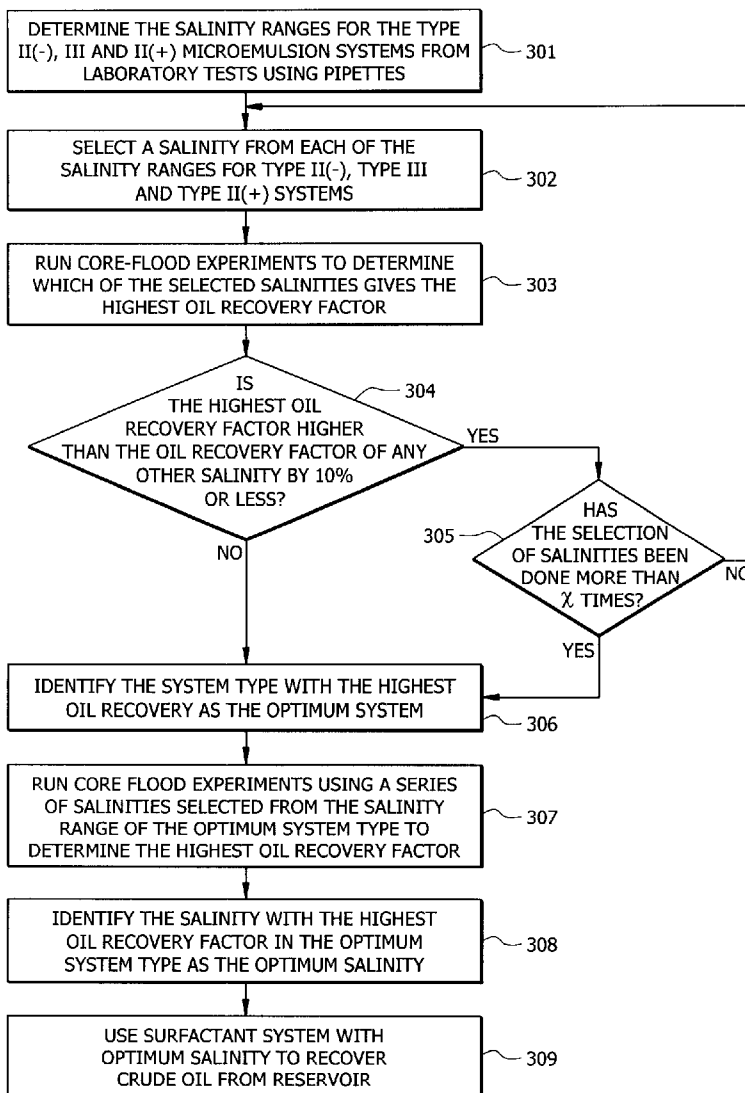 DETERMINE THE SALINITY RANGES FOR THE TYPE
II(-), III AND II(+) MICROEMULSION SYSTEMS FROM
LABORATORY TESTS USING PIPETTES
301
SELECT A SALINITY FROM EACH OF THE
SALINITY RANGES FOR TYPE II(-), TYPE III
AND TYPE II(+) SYSTEMS
302
RUN CORE-FLOOD EXPERIMENTS TO DETERMINE
WHICH OF THE SELECTED SALINITIES GIVES THE
HIGHEST OIL RECOVERY FACTOR
303
IS
THE HIGHEST OIL
RECOVERY FACTOR HIGHER
THAN THE OIL RECOVERY FACTOR OF ANY
OTHER SALINITY BY 10%
OR LESS?
304
YES
NO
HAS
THE SELECTION
OF SALINITIES BEEN
DONE MORE THAN
χ TIMES?
305
NO
YES
IDENTIFY THE SYSTEM TYPE WITH THE HIGHEST
OIL RECOVERY AS THE OPTIMUM SYSTEM
306
RUN CORE FLOOD EXPERIMENTS USING A SERIES
OF SALINITIES SELECTED FROM THE SALINITY
RANGE OF THE OPTIMUM SYSTEM TYPE TO
DETERMINE THE HIGHEST OIL RECOVERY FACTOR
307
IDENTIFY THE SALINITY WITH THE HIGHEST
OIL RECOVERY FACTOR IN THE OPTIMUM
SYSTEM TYPE AS THE OPTIMUM SALINITY
308
USE SURFACTANT SYSTEM WITH
OPTIMUM SALINITY TO RECOVER
CRUDE OIL FROM RESERVOIR
309